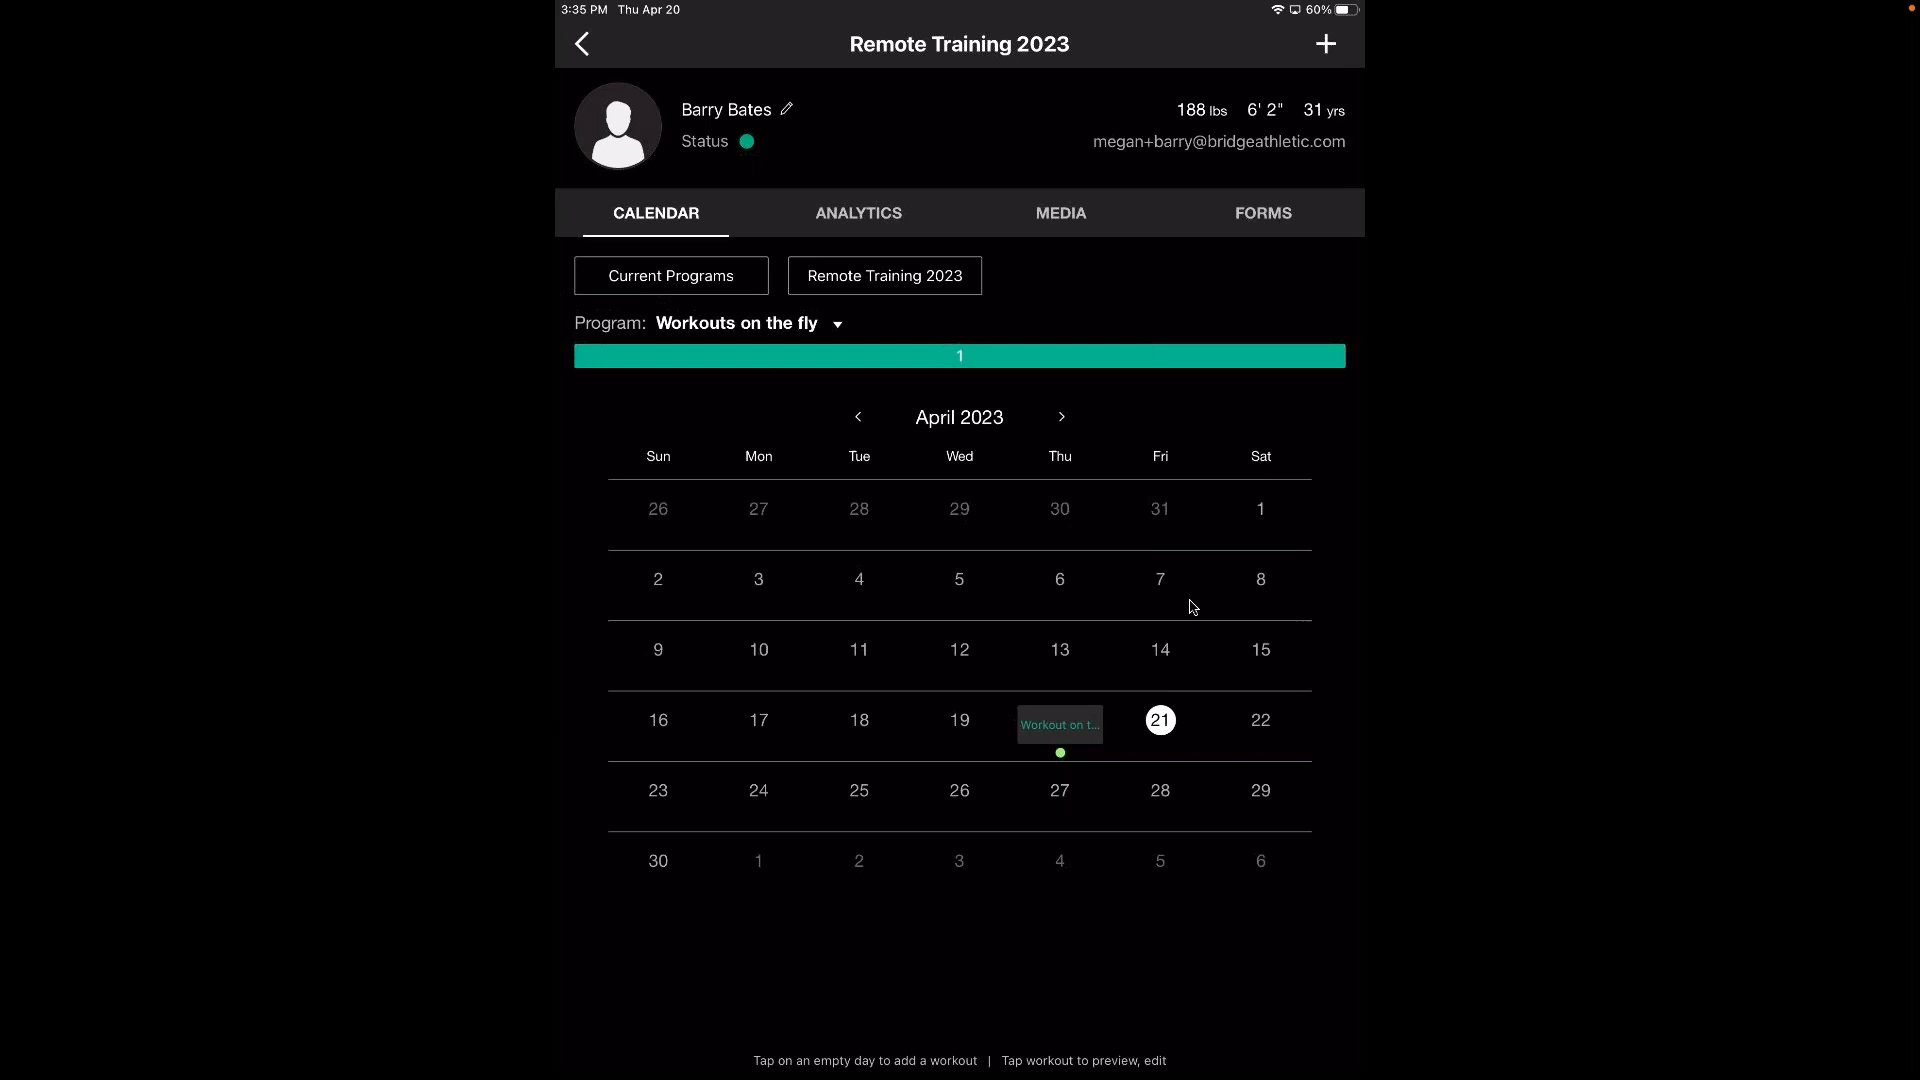 3:35 PM Thu Apr 20 60%
Remote Training 2023
Barry Bates 188 lbs 6' 2" 31 yrs
Status megan+barry@bridgeathletic.com
CALENDAR ANALYTICS MEDIA FORMS
Current Programs Remote Training 2023
Program: Workouts on the fly
1
April 2023
Sun Mon Tue Wed Thu Fri Sat
26 27 28 29 30 31 1
2 3 4 5 6 7 8
9 10 11 12 13 14 15
16 17 18 19 Workout on t... 21 22
23 24 25 26 27 28 29
30 1 2 3 4 5 6
Tap on an empty day to add a workout | Tap workout to preview, edit